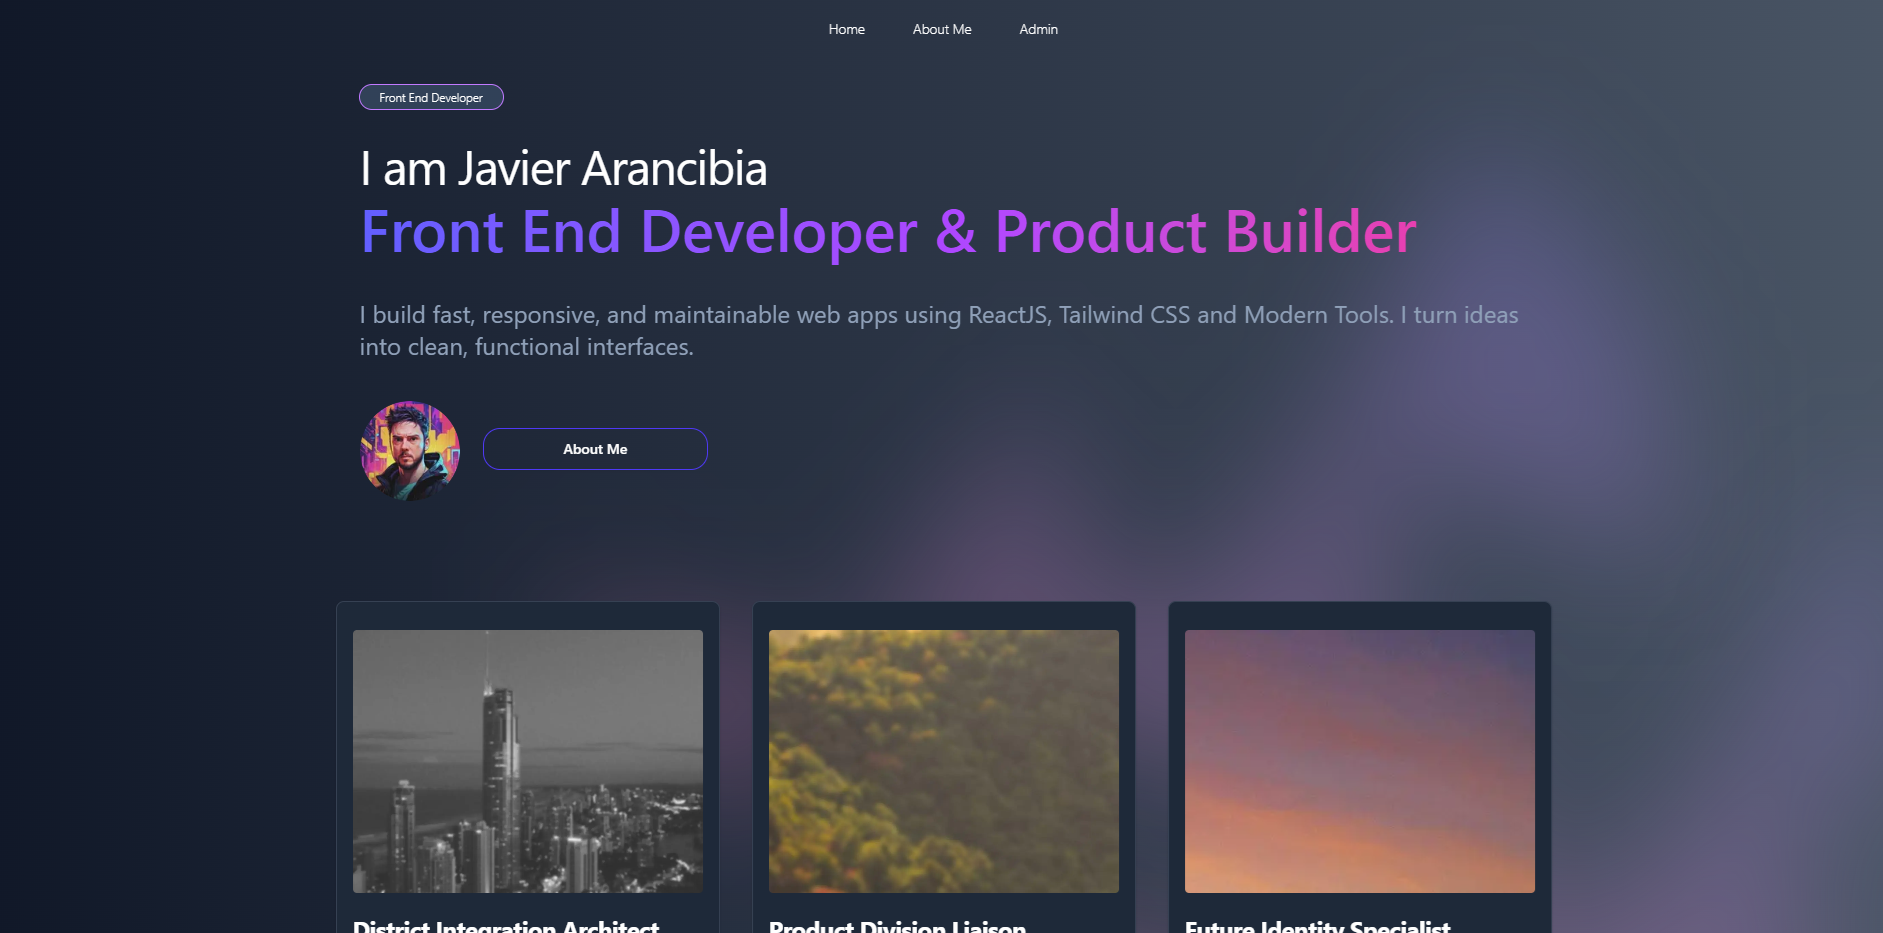 Home About Me Admin
Front End Developer
I am Javier Arancibia
Front End Developer & Product Builder
I build fast, responsive, and maintainable web apps using ReactJS, Tailwind CSS and Modern Tools. I turn ideas
into clean, functional interfaces.
About Me
District Integration Architect
Product Division Liaison
Future Identity Specialist